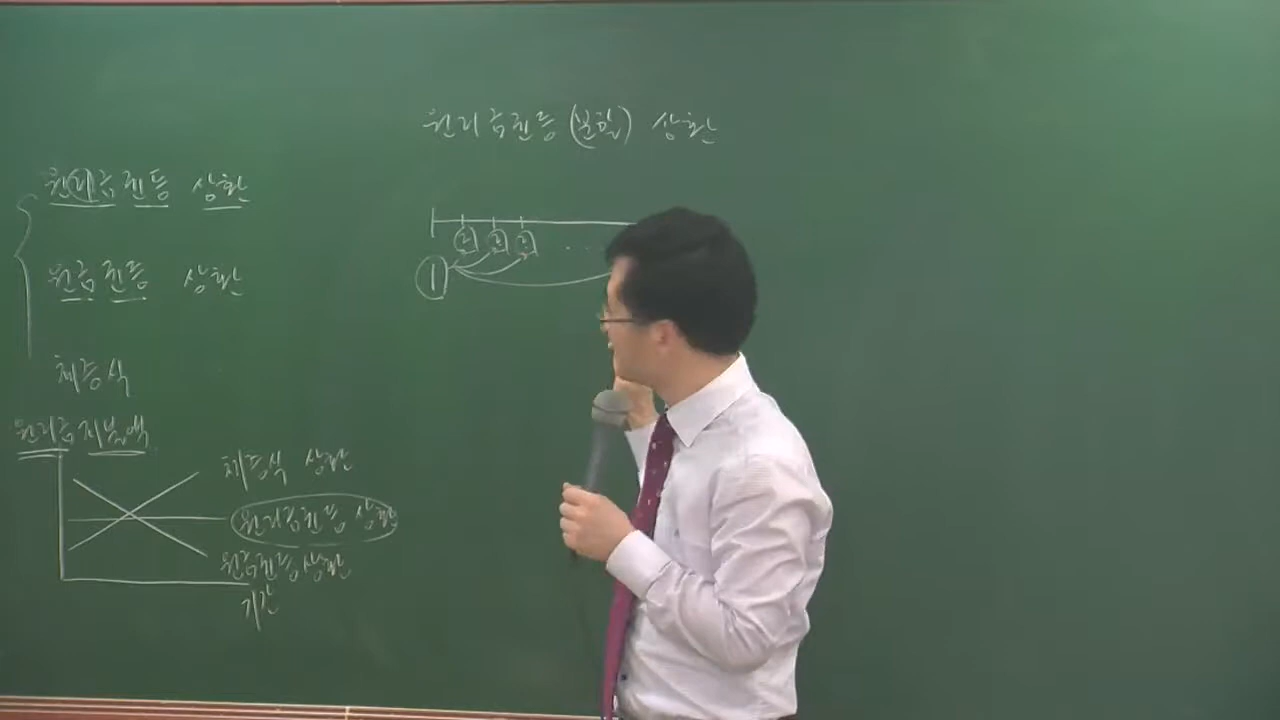 원리금균등(분할) 상환
원리금균등 상환
원금균등 상환
체증식
원리금지불액
체증식 상환
원리금균등 상환
원금균등상환
기간
①